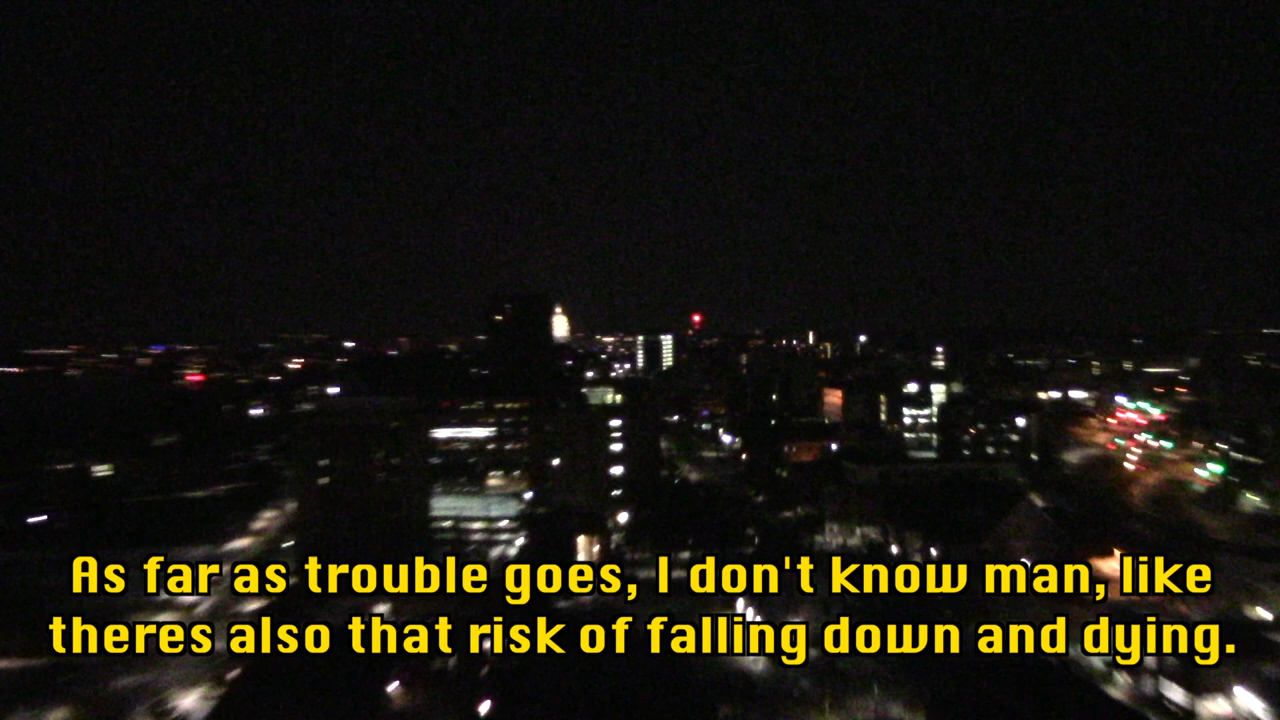 As far as trouble goes, I don't know man, like
theres also that risk of falling down and dying.